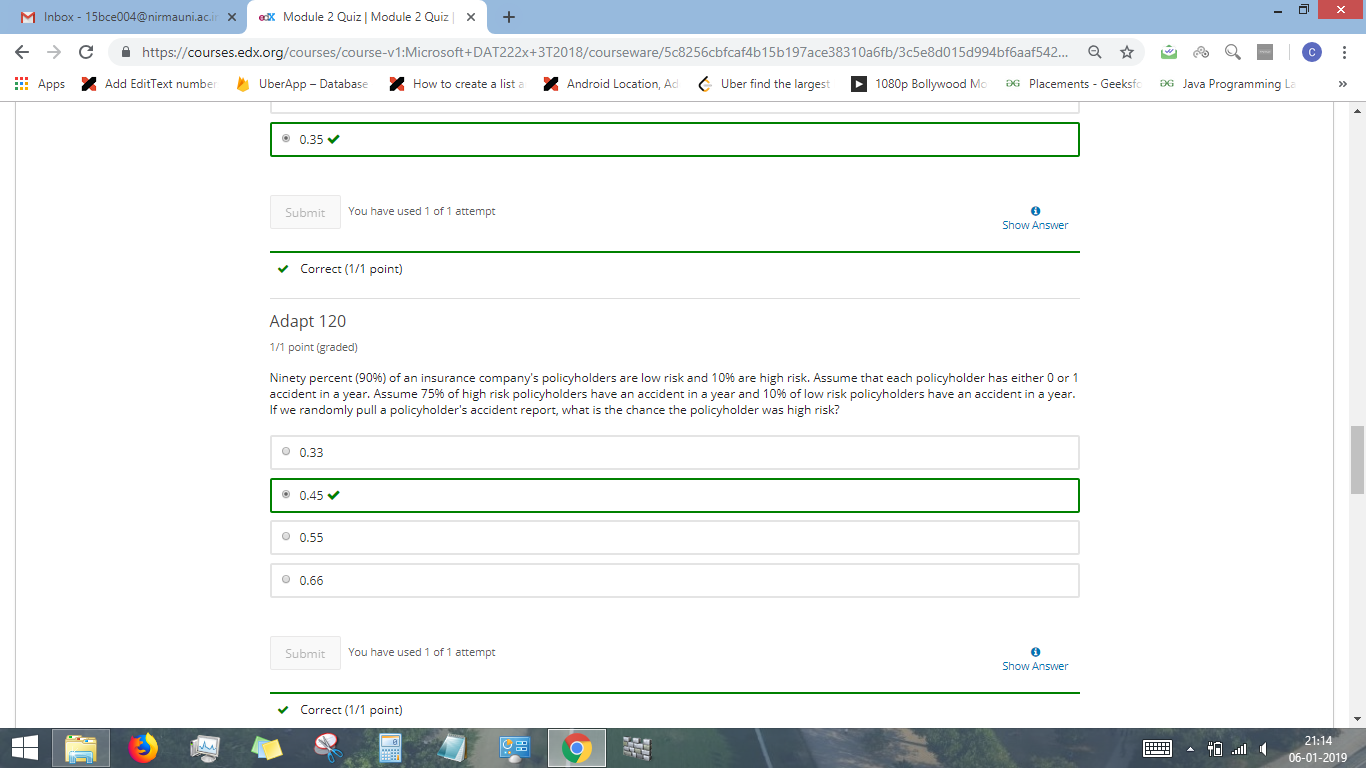 Inbox - 15bce004@nirmauni.ac.i
edX Module 2 Quiz | Module 2 Quiz |
https://courses.edx.org/courses/course-v1:Microsoft+DAT222x+3T2018/courseware/5c8256cbfcaf4b15b197ace38310a6fb/3c5e8d015d994bf6aaf542...
C
Apps Add EditText number UberApp – Database How to create a list a Android Location, Ad Uber find the largest 1080p Bollywood Mo Placements - Geeksfo Java Programming La »
0.35
Submit You have used 1 of 1 attempt
Show Answer
Correct (1/1 point)
Adapt 120
1/1 point (graded)
Ninety percent (90%) of an insurance company's policyholders are low risk and 10% are high risk. Assume that each policyholder has either 0 or 1
accident in a year. Assume 75% of high risk policyholders have an accident in a year and 10% of low risk policyholders have an accident in a year.
If we randomly pull a policyholder's accident report, what is the chance the policyholder was high risk?
0.33
0.45
0.55
0.66
Submit You have used 1 of 1 attempt
Show Answer
Correct (1/1 point)
21:14
06-01-2019